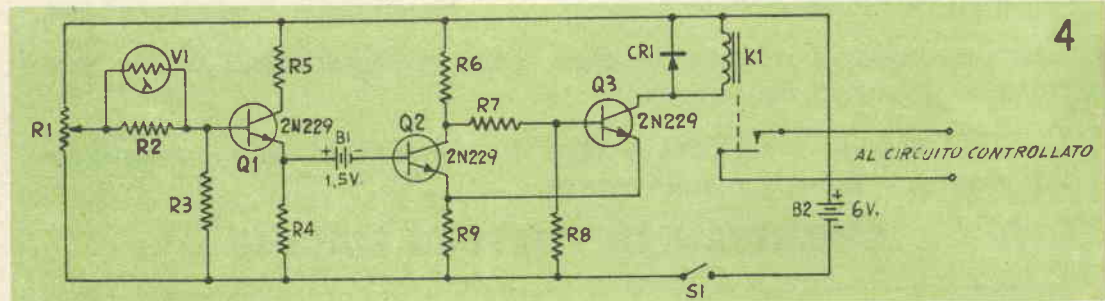 4
V1
R5
R6
CR1
K1
R1
R2
2N229
Q1
Q2
R7
Q3
2N229
2N229
B1
+ -
1,5V.
R3
R4
R9
R8
AL CIRCUITO CONTROLLATO
B2
+
-
6V.
S1